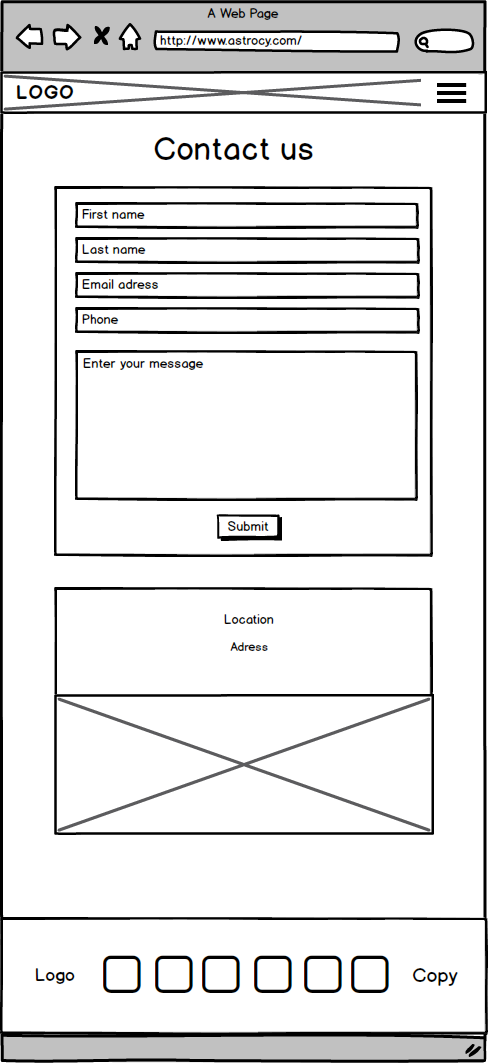 A Web Page
http://www.astrocy.com/
LOGO
Contact us
First name
Last name
Email adress
Phone
Enter your message
Submit
Location
Adress
Logo
Copy